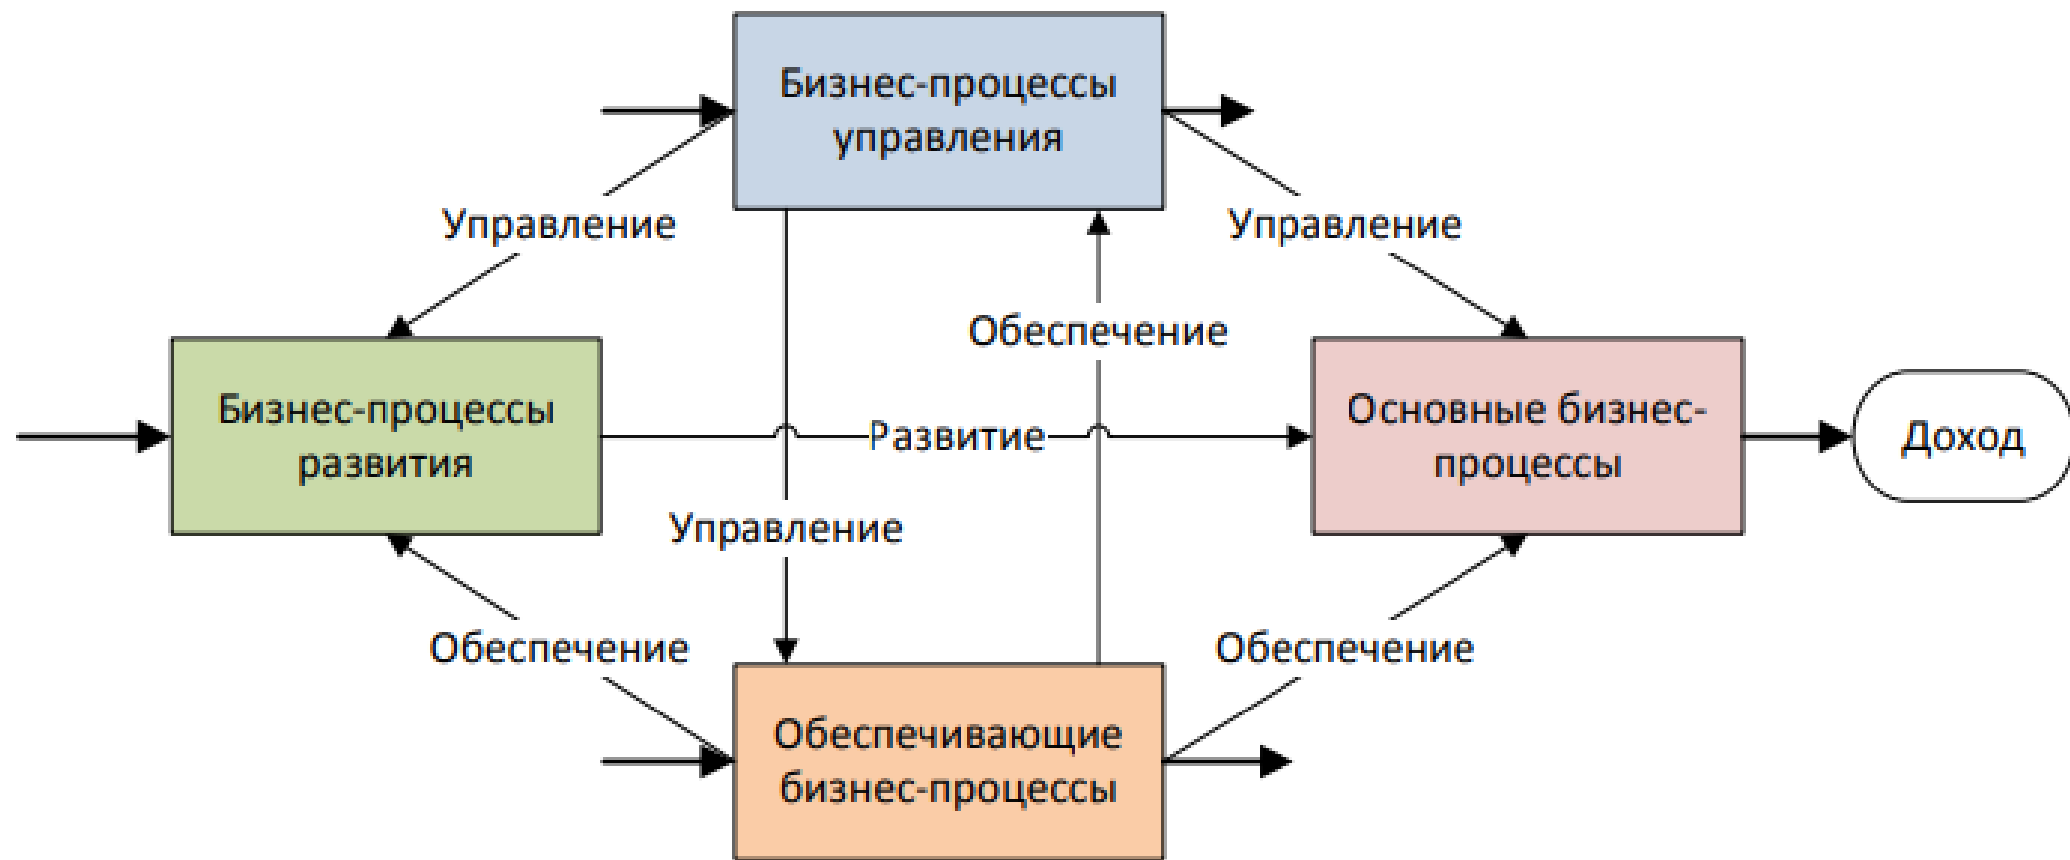 Бизнес-процессы
управления
Управление
Управление
Обеспечение
Бизнес-процессы
развития
Развитие
Основные бизнес-
процессы
Доход
Управление
Обеспечение
Обеспечение
Обеспечивающие
бизнес-процессы